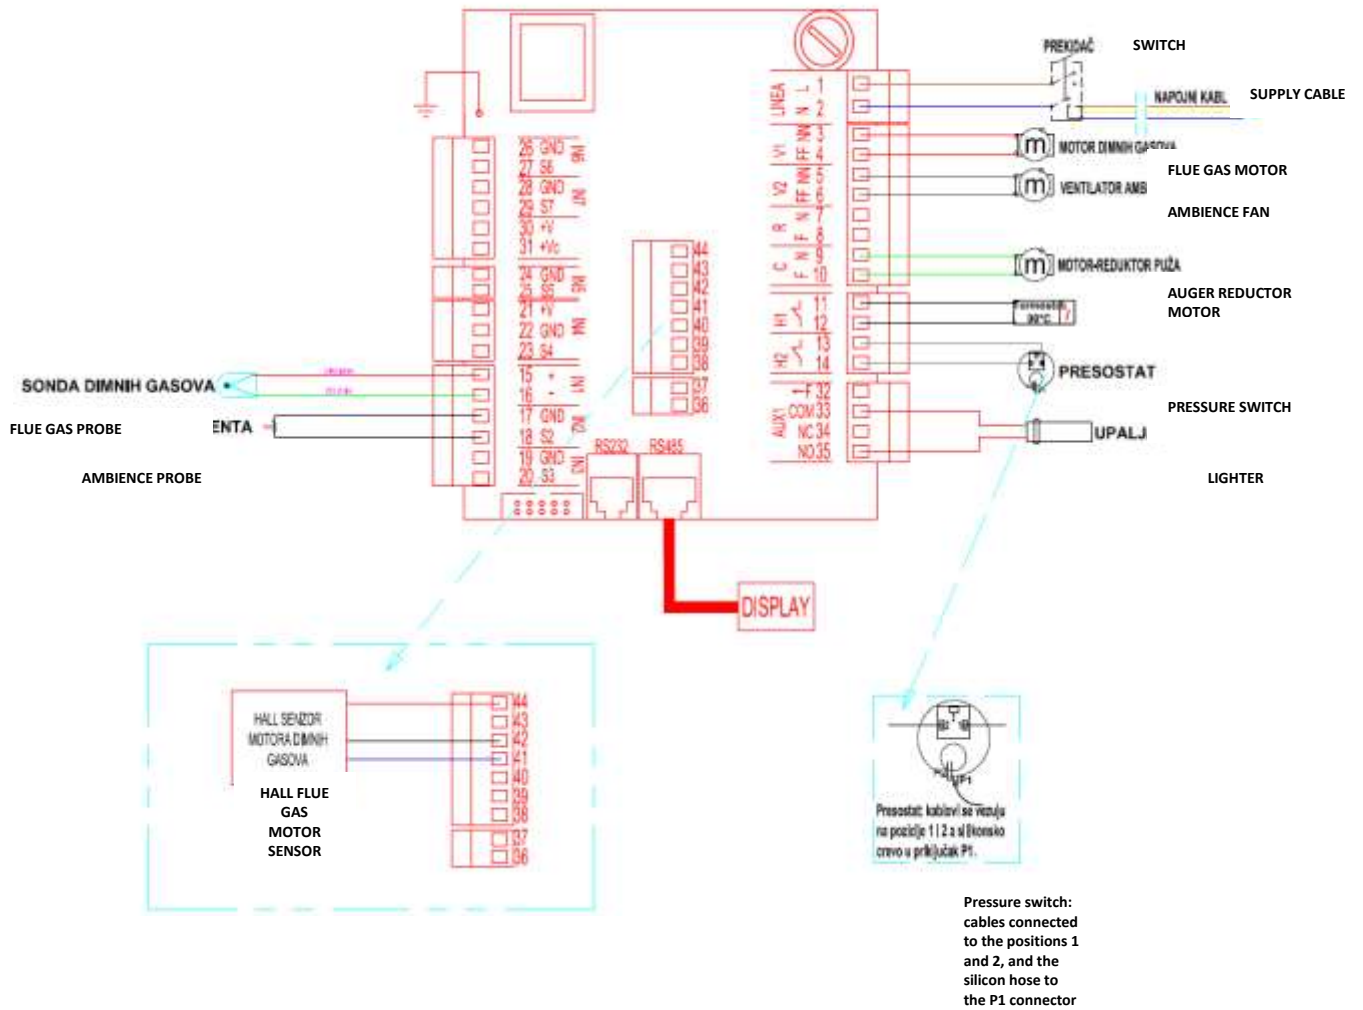 PREKIDAČ
SWITCH
NAPOJNI KABL
SUPPLY CABLE
LINEA
L 1
N 2
V1
NN 3
FF 4
MOTOR DIMNIH GASOVA
FLUE GAS MOTOR
V2
NN 5
FF 6
VENTILATOR AMB
AMBIENCE FAN
R
N 7
F 8
C
N 9
F 10
MOTOR-REDUKTOR PUŽA
AUGER REDUCTOR
MOTOR
H1
11
12
90°C
H2
13
14
PRESOSTAT
PRESSURE SWITCH
AUX1
F 32
COM 33
NC 34
NO 35
UPALJ
LIGHTER
26 GND
27 S6
IN6
28 GND
29 S7
IN7
30 +V
31 +Vc
24 GND
25 S5
IN5
21 +V
22 GND
23 S4
IN4
15 +
16 -
IN1
17 GND
18 S2
IN2
19 GND
20 S3
IN3
44
43
42
41
40
39
38
37
36
SONDA DIMNIH GASOVA
FLUE GAS PROBE
ENTA
AMBIENCE PROBE
RS232
RS485
DISPLAY
HALL SENZOR
MOTORA DIMNIH
GASOVA
HALL FLUE
GAS
MOTOR
SENSOR
44
43
42
41
40
39
38
37
36
P1
Presostat: kablovi se vezuju
na pozicije 1 i 2 a silikonsko
crevo u priključak P1.
Pressure switch:
cables connected
to the positions 1
and 2, and the
silicon hose to
the P1 connector